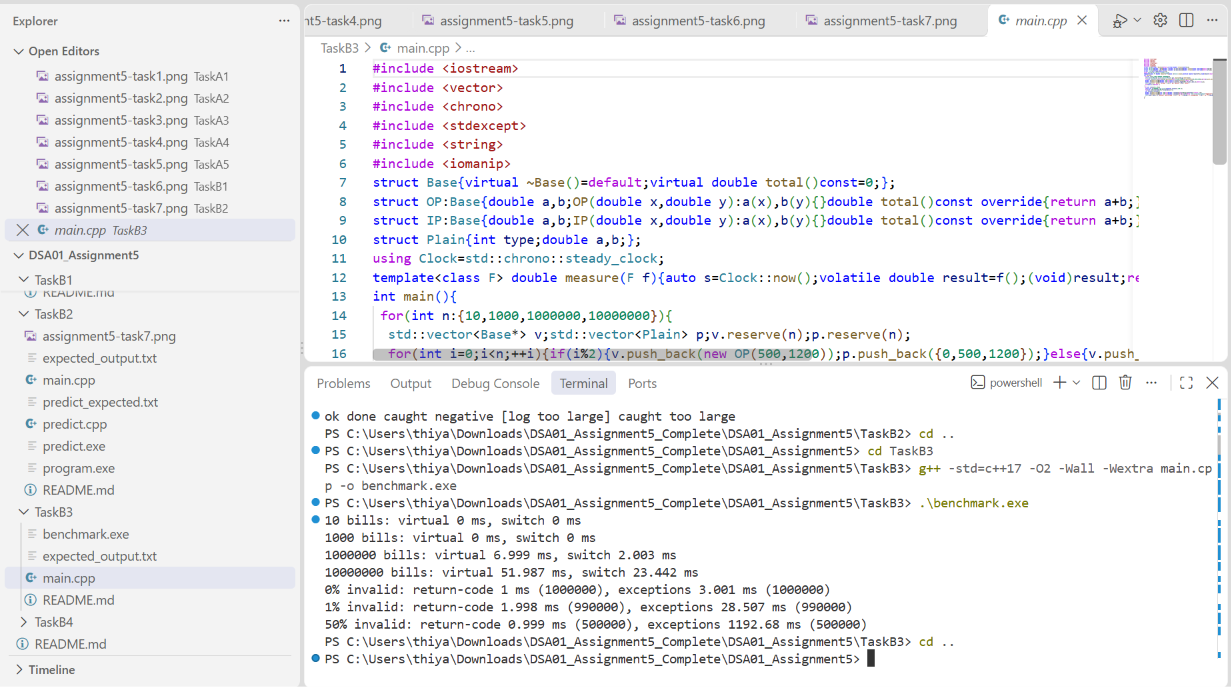 Explorer
···
Open Editors
assignment5-task1.png TaskA1
assignment5-task2.png TaskA2
assignment5-task3.png TaskA3
assignment5-task4.png TaskA4
assignment5-task5.png TaskA5
assignment5-task6.png TaskB1
assignment5-task7.png TaskB2
main.cpp TaskB3
DSA01_Assignment5
TaskB1
README.md
TaskB2
assignment5-task7.png
expected_output.txt
main.cpp
predict_expected.txt
predict.cpp
predict.exe
program.exe
README.md
TaskB3
benchmark.exe
expected_output.txt
main.cpp
README.md
TaskB4
README.md
Timeline
nt5-task4.png assignment5-task5.png assignment5-task6.png assignment5-task7.png main.cpp
TaskB3 > main.cpp > ...
1 #include <iostream>
2 #include <vector>
3 #include <chrono>
4 #include <stdexcept>
5 #include <string>
6 #include <iomanip>
7 struct Base{virtual ~Base()=default;virtual double total()const=0;};
8 struct OP:Base{double a,b;OP(double x,double y):a(x),b(y){}double total()const override{return a+b;}
9 struct IP:Base{double a,b;IP(double x,double y):a(x),b(y){}double total()const override{return a+b;}
10 struct Plain{int type;double a,b;};
11 using Clock=std::chrono::steady_clock;
12 template<class F> double measure(F f){auto s=Clock::now();volatile double result=f();(void)result;re
13 int main(){
14 for(int n:{10,1000,1000000,10000000}){
15 std::vector<Base*> v;std::vector<Plain> p;v.reserve(n);p.reserve(n);
16 for(int i=0;i<n;++i){if(i%2){v.push_back(new OP(500,1200));p.push_back({0,500,1200});}else{v.push_
Problems Output Debug Console Terminal Ports powershell
ok done caught negative [log too large] caught too large
PS C:\Users\thiya\Downloads\DSA01_Assignment5_Complete\DSA01_Assignment5\TaskB2> cd ..
PS C:\Users\thiya\Downloads\DSA01_Assignment5_Complete\DSA01_Assignment5> cd TaskB3
PS C:\Users\thiya\Downloads\DSA01_Assignment5_Complete\DSA01_Assignment5\TaskB3> g++ -std=c++17 -O2 -Wall -Wextra main.cp
p -o benchmark.exe
PS C:\Users\thiya\Downloads\DSA01_Assignment5_Complete\DSA01_Assignment5\TaskB3> .\benchmark.exe
10 bills: virtual 0 ms, switch 0 ms
1000 bills: virtual 0 ms, switch 0 ms
1000000 bills: virtual 6.999 ms, switch 2.003 ms
10000000 bills: virtual 51.987 ms, switch 23.442 ms
0% invalid: return-code 1 ms (1000000), exceptions 3.001 ms (1000000)
1% invalid: return-code 1.998 ms (990000), exceptions 28.507 ms (990000)
50% invalid: return-code 0.999 ms (500000), exceptions 1192.68 ms (500000)
PS C:\Users\thiya\Downloads\DSA01_Assignment5_Complete\DSA01_Assignment5\TaskB3> cd ..
PS C:\Users\thiya\Downloads\DSA01_Assignment5_Complete\DSA01_Assignment5>